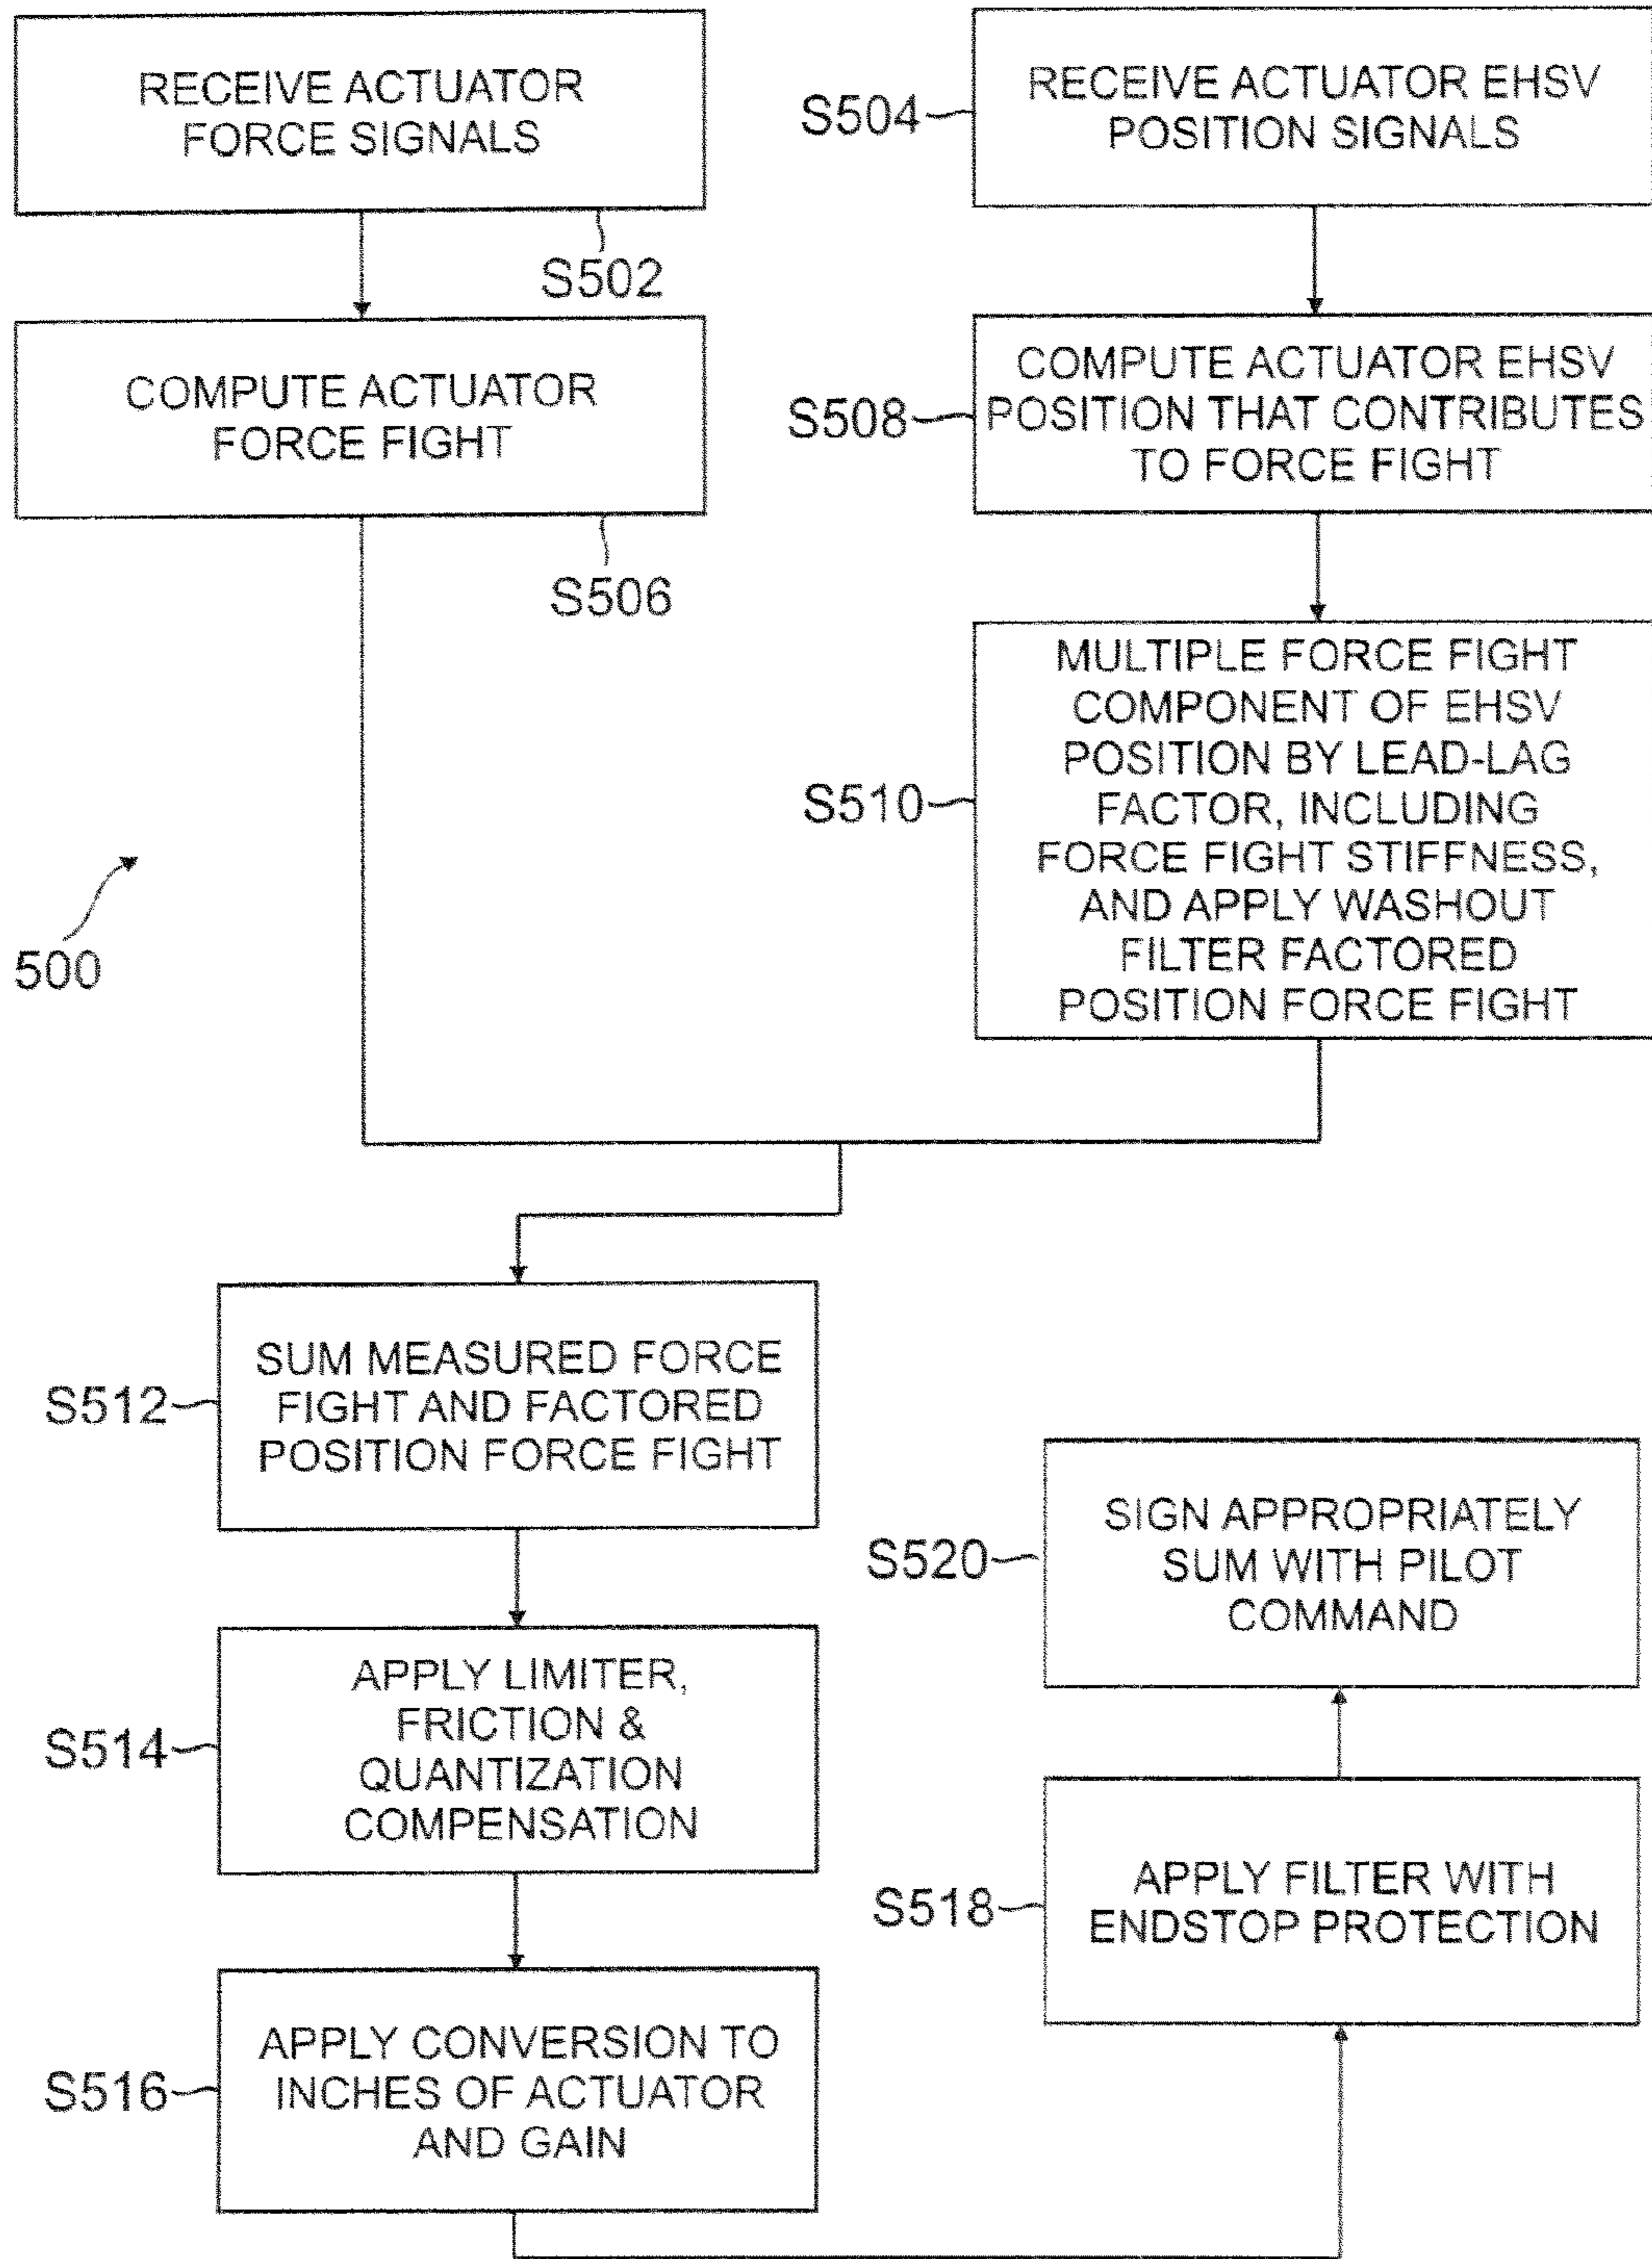 RECEIVE ACTUATOR
FORCE SIGNALS
S502
S504
RECEIVE ACTUATOR EHSV
POSITION SIGNALS
COMPUTE ACTUATOR
FORCE FIGHT
S506
S508
COMPUTE ACTUATOR EHSV
POSITION THAT CONTRIBUTES
TO FORCE FIGHT
S510
MULTIPLE FORCE FIGHT
COMPONENT OF EHSV
POSITION BY LEAD-LAG
FACTOR, INCLUDING
FORCE FIGHT STIFFNESS,
AND APPLY WASHOUT
FILTER FACTORED
POSITION FORCE FIGHT
500
S512
SUM MEASURED FORCE
FIGHT AND FACTORED
POSITION FORCE FIGHT
S514
APPLY LIMITER,
FRICTION &
QUANTIZATION
COMPENSATION
S516
APPLY CONVERSION TO
INCHES OF ACTUATOR
AND GAIN
S520
SIGN APPROPRIATELY
SUM WITH PILOT
COMMAND
S518
APPLY FILTER WITH
ENDSTOP PROTECTION